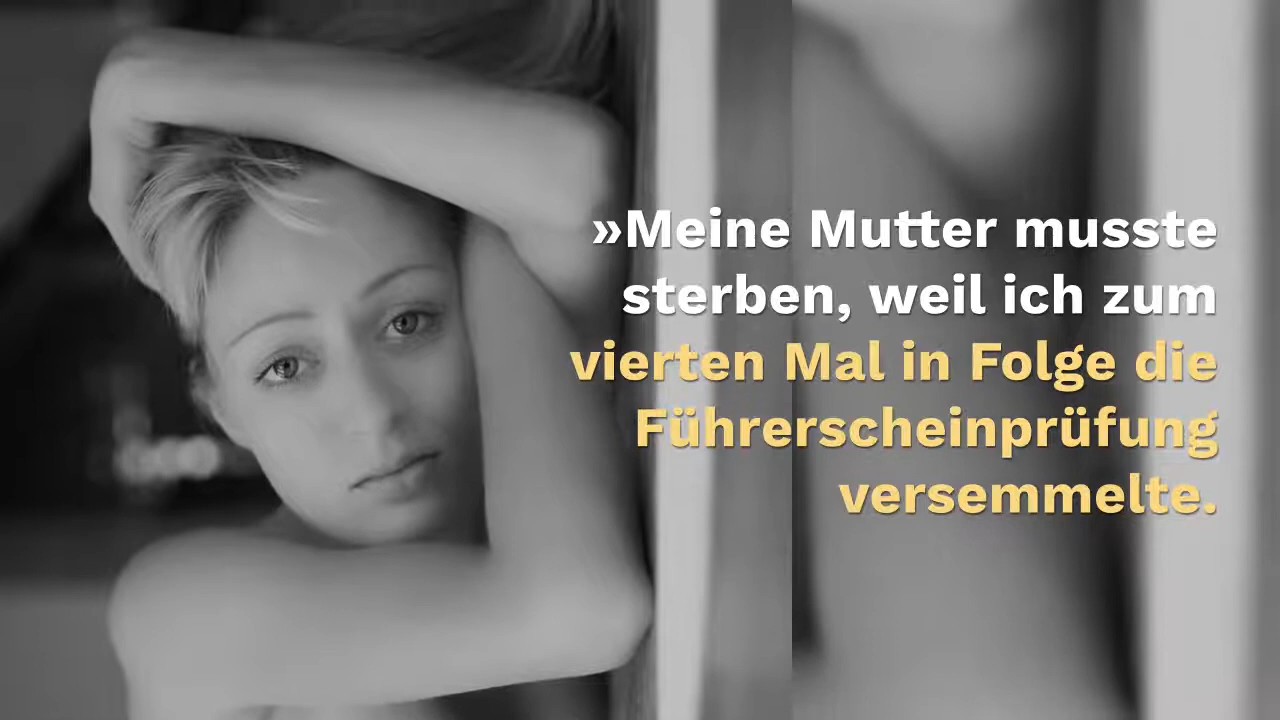 »Meine Mutter musste
sterben, weil ich zum
vierten Mal in Folge die
Führerscheinprüfung
versemmelte.